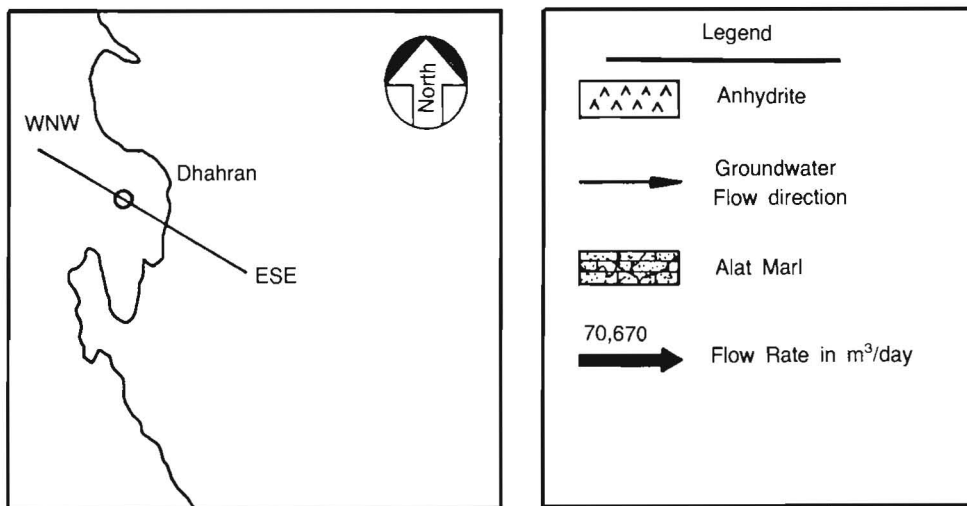 North
WNW
Dhahran
ESE
Legend
Anhydrite
Groundwater
Flow direction
Alat Marl
70,670
Flow Rate in m³/day